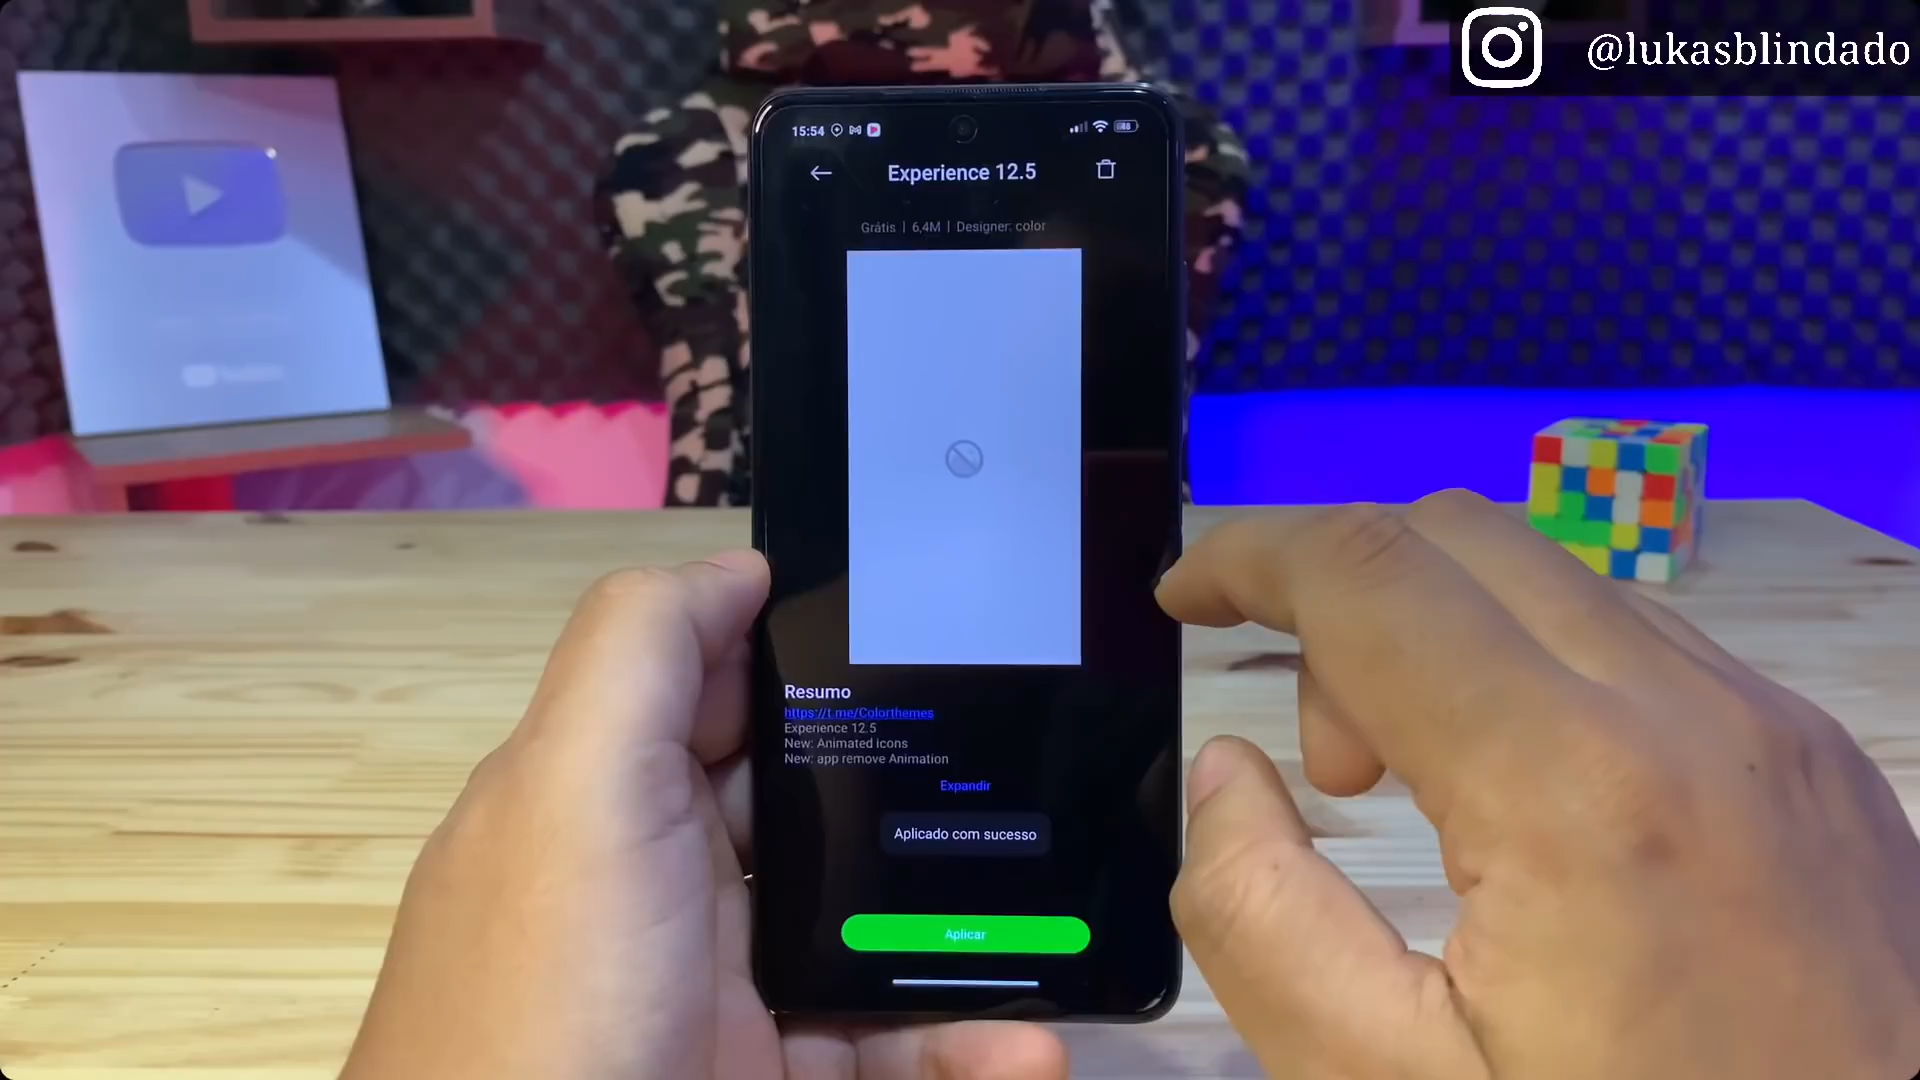 @lukasblindado
15:54
Experience 12.5
Grátis | 6,4M | Designer: color
Resumo
https://t.me/Colorthemes
Experience 12.5
New: Animated icons
New: app remove Animation
Expandir
Aplicado com sucesso
Aplicar